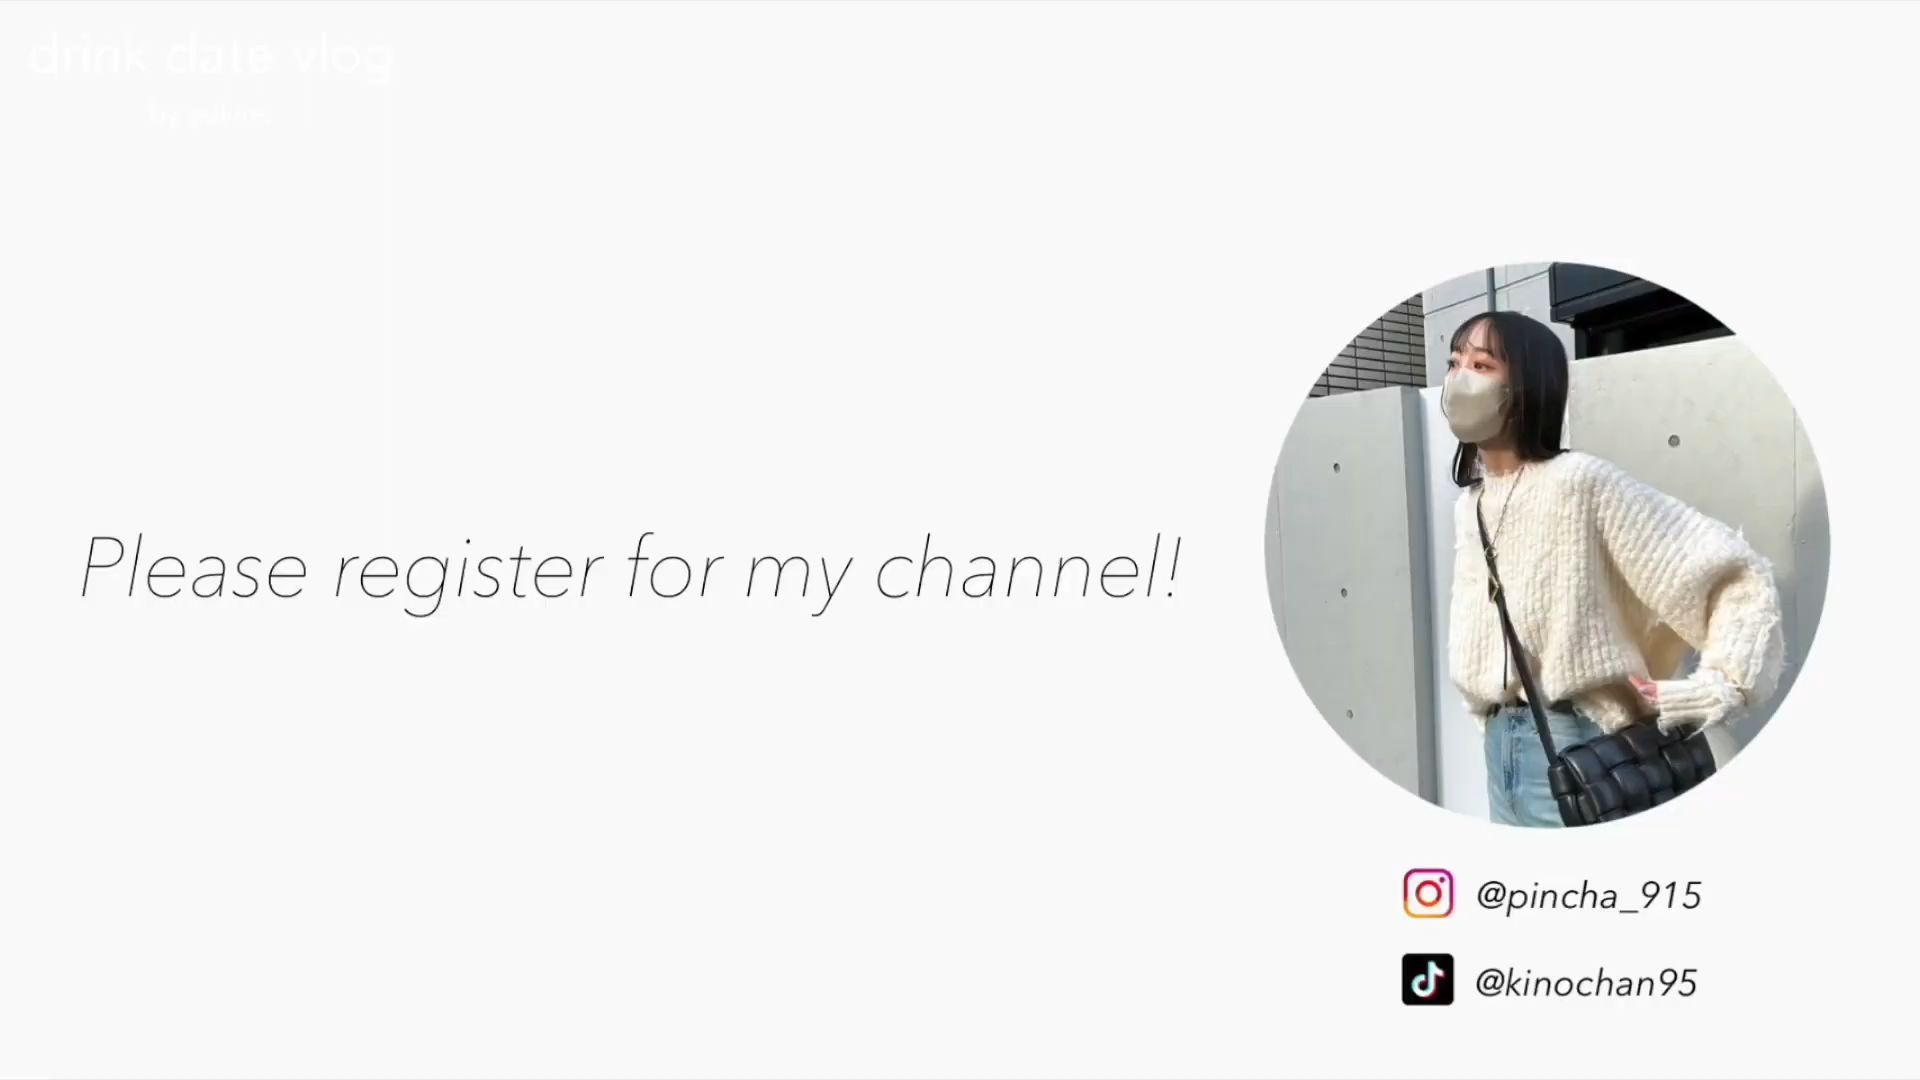 drink date vlog
Please register for my channel!
@pincha_915
@kinochan95